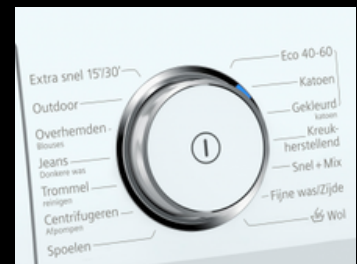 Extra snel 15'/30'
Outdoor
Overhemden
Blouses
Jeans
Donkere was
Trommel
reinigen
Centrifugeren
Afpompen
Spoelen
Eco 40-60
Katoen
Gekleurd
katoen
Kreuk-
herstellend
Snel+Mix
Fijne was/Zijde
Wol